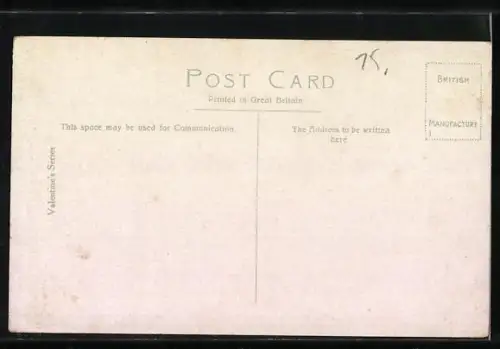 75.
POST CARD
Printed in Great Britain
BRITISH
MANUFACTURE
This space may be used for Communication.
The Address to be written
here
Valentine's Series